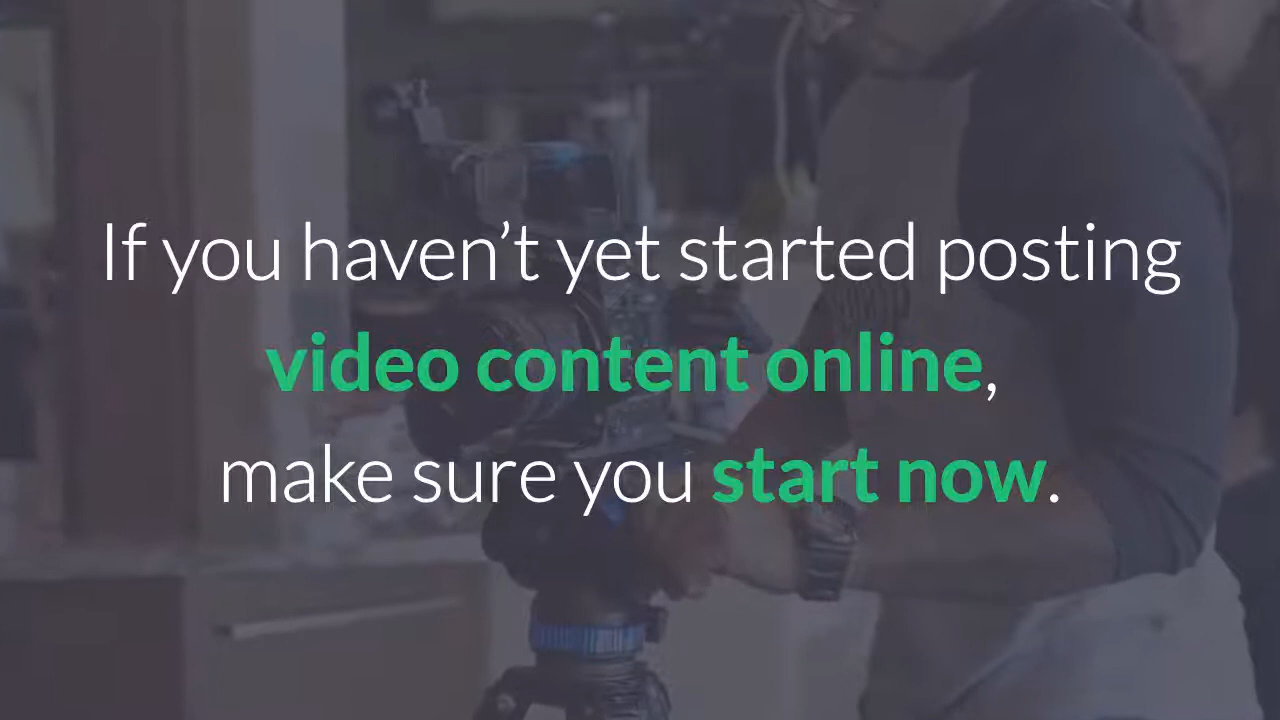 If you haven’t yet started posting
video content online,
make sure you start now.